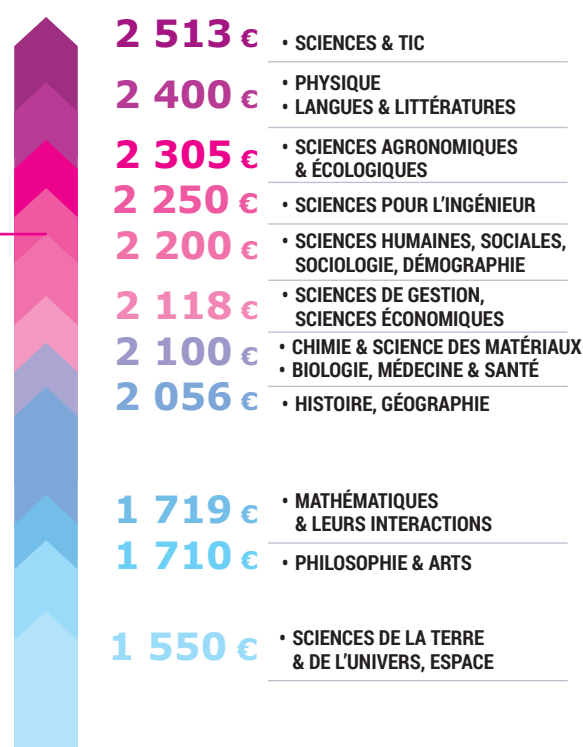 2 513 € • SCIENCES & TIC
2 400 € • PHYSIQUE
• LANGUES & LITTÉRATURES
2 305 € • SCIENCES AGRONOMIQUES
& ÉCOLOGIQUES
2 250 € • SCIENCES POUR L'INGÉNIEUR
2 200 € • SCIENCES HUMAINES, SOCIALES,
SOCIOLOGIE, DÉMOGRAPHIE
2 118 € • SCIENCES DE GESTION,
SCIENCES ÉCONOMIQUES
2 100 € • CHIMIE & SCIENCE DES MATÉRIAUX
• BIOLOGIE, MÉDECINE & SANTÉ
2 056 € • HISTOIRE, GÉOGRAPHIE
1 719 € • MATHÉMATIQUES
& LEURS INTERACTIONS
1 710 € • PHILOSOPHIE & ARTS
1 550 € • SCIENCES DE LA TERRE
& DE L'UNIVERS, ESPACE